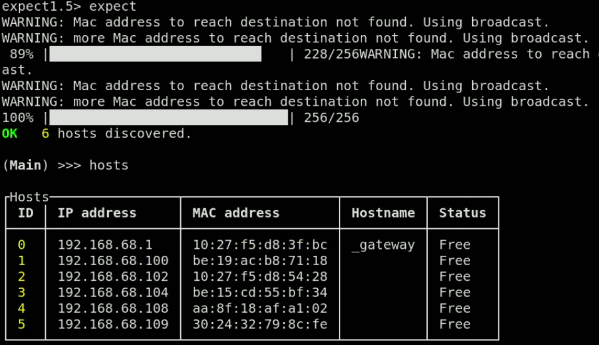 expect1.5> expect
WARNING: Mac address to reach destination not found. Using broadcast.
WARNING: more Mac address to reach destination not found. Using broadcast.
89% | | 228/256WARNING: Mac address to reach
ast.
WARNING: Mac address to reach destination not found. Using broadcast.
WARNING: more Mac address to reach destination not found. Using broadcast.
100% | | 256/256
OK 6 hosts discovered.
(Main) >>> hosts
Hosts
ID IP address MAC address Hostname Status
0 192.168.68.1 10:27:f5:d8:3f:bc _gateway Free
1 192.168.68.100 be:19:ac:b8:71:18 Free
2 192.168.68.102 10:27:f5:d8:54:28 Free
3 192.168.68.104 be:15:cd:55:bf:34 Free
4 192.168.68.108 aa:8f:18:af:a1:02 Free
5 192.168.68.109 30:24:32:79:8c:fe Free